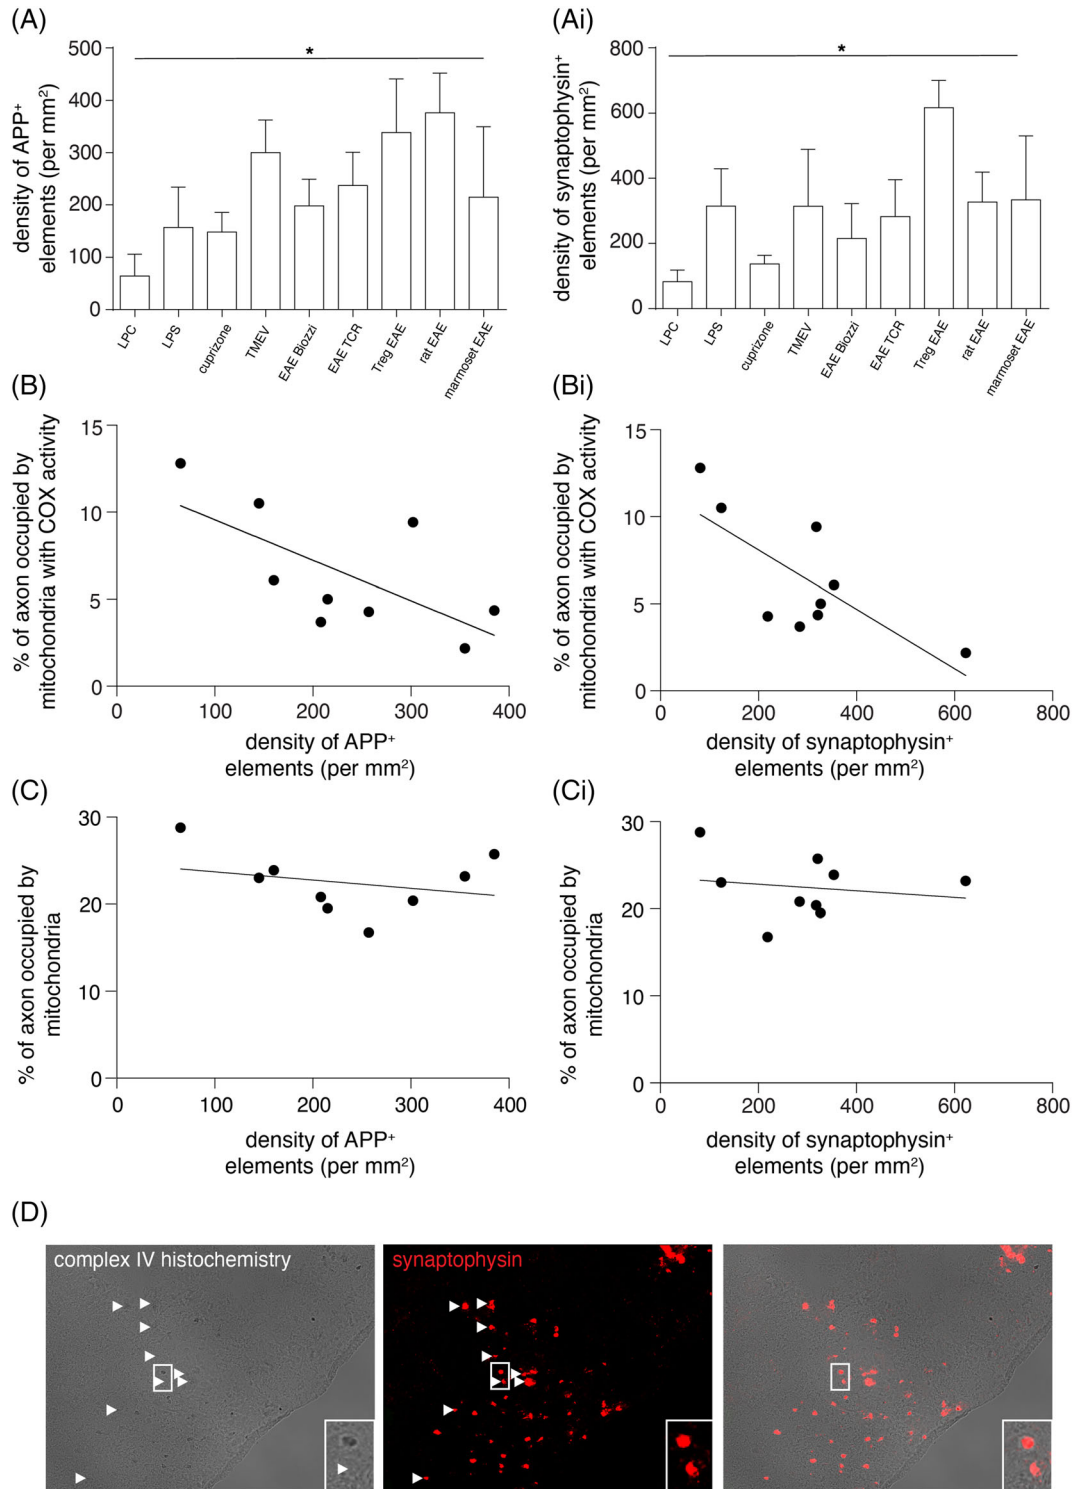 (A)
density of APP⁺
elements (per mm²)
500
400
300
200
100
0
*
LPC
LPS
cuprizone
TMEV
EAE Biozzi
EAE TCR
Treg EAE
rat EAE
marmoset EAE
(Ai)
density of synaptophysin⁺
elements (per mm²)
800
600
400
200
0
*
LPC
LPS
cuprizone
TMEV
EAE Biozzi
EAE TCR
Treg EAE
rat EAE
marmoset EAE
(B)
% of axon occupied by
mitochondria with COX activity
15
10
5
0
0 100 200 300 400
density of APP⁺
elements (per mm²)
(Bi)
% of axon occupied by
mitochondria with COX activity
15
10
5
0
0 200 400 600 800
density of synaptophysin⁺
elements (per mm²)
(C)
% of axon occupied by
mitochondria
30
20
10
0
0 100 200 300 400
density of APP⁺
elements (per mm²)
(Ci)
% of axon occupied by
mitochondria
30
20
10
0
0 200 400 600 800
density of synaptophysin⁺
elements (per mm²)
(D)
complex IV histochemistry
synaptophysin